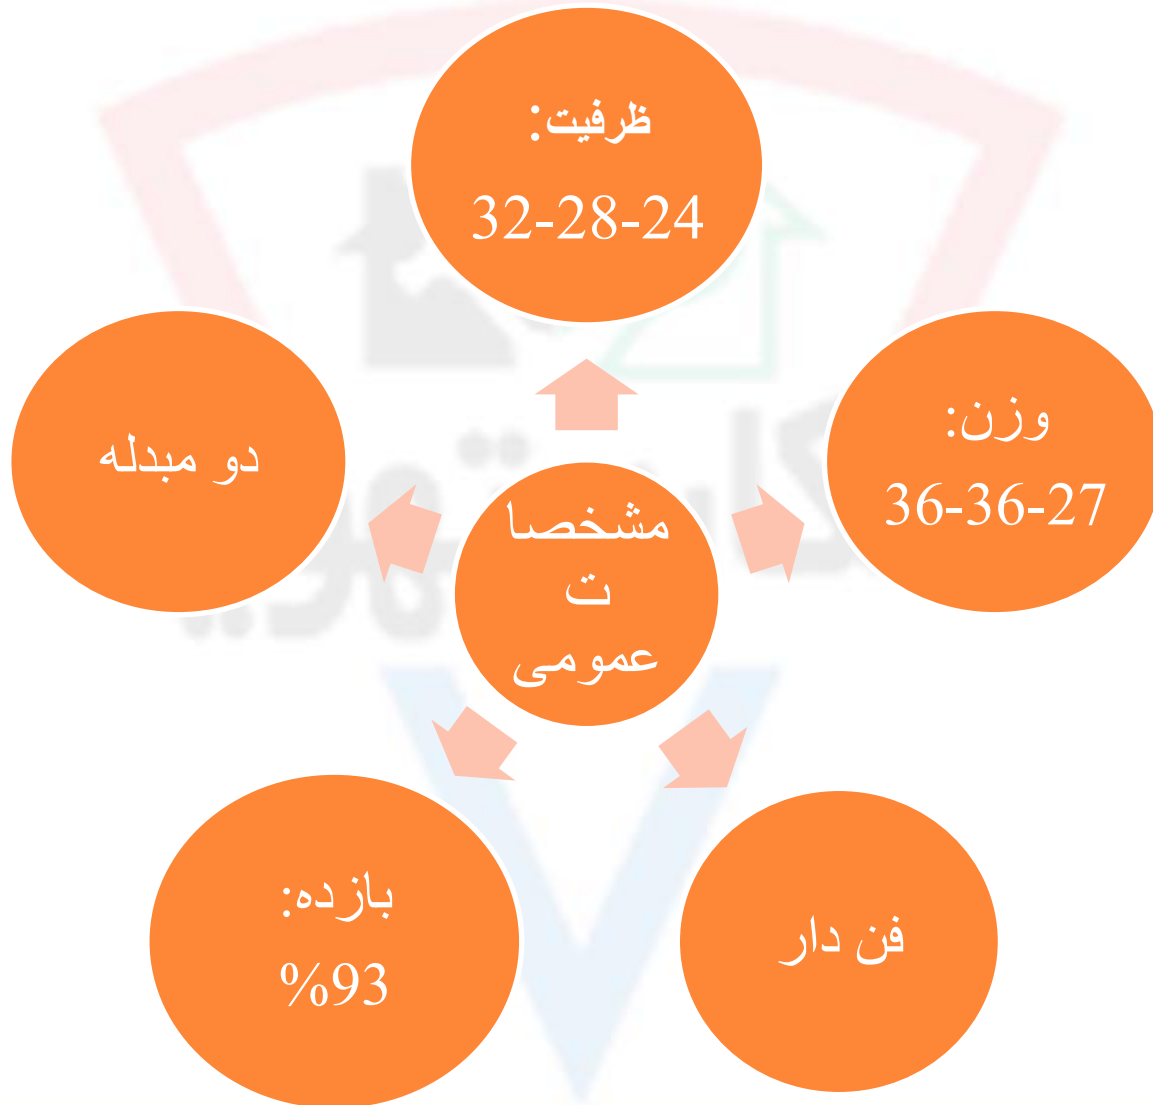 ظرفیت:
32-28-24
وزن:
36-36-27
دو مبدله
مشخصا
ت
عمومی
بازده:
%93
فن دار